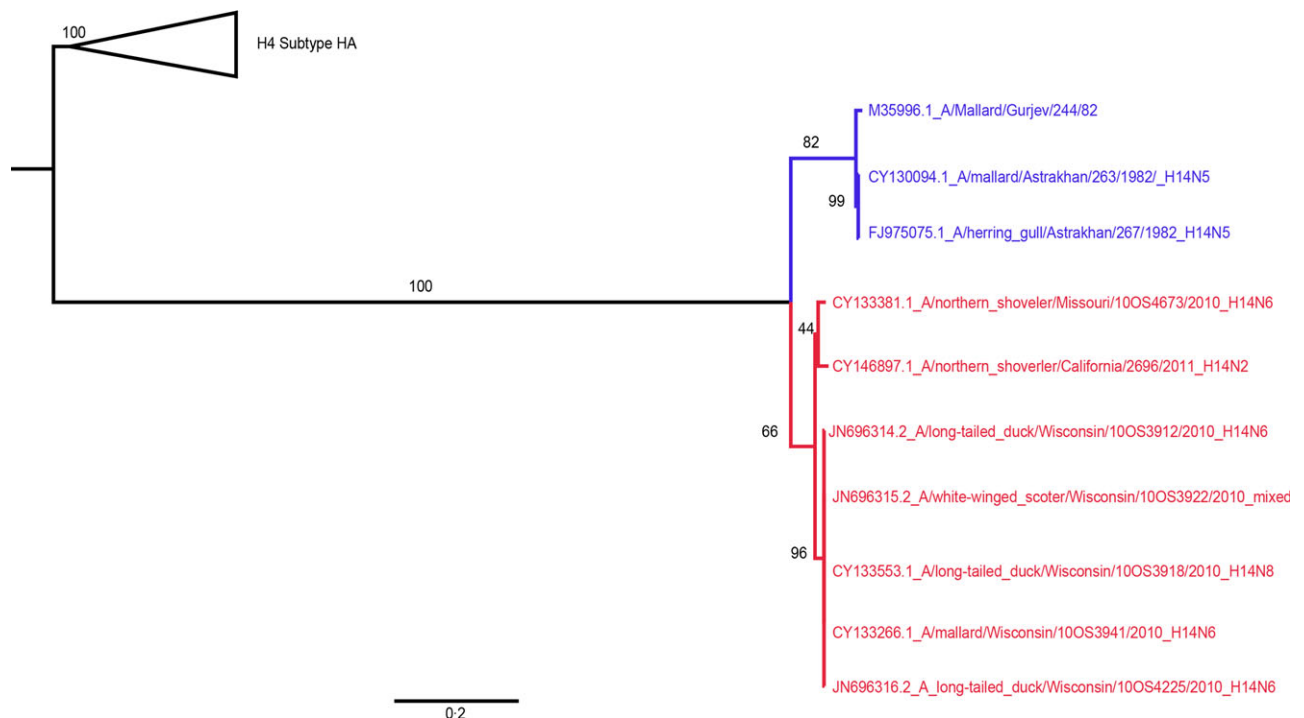 100
H4 Subtype HA
M35996.1_A/Mallard/Gurjev/244/82
82
CY130094.1_A/mallard/Astrakhan/263/1982/_H14N5
99
FJ975075.1_A/herring_gull/Astrakhan/267/1982_H14N5
100
CY133381.1_A/northern_shoveler/Missouri/10OS4673/2010_H14N6
44
CY146897.1_A/northern_shoverler/California/2696/2011_H14N2
66
JN696314.2_A/long-tailed_duck/Wisconsin/10OS3912/2010_H14N6
JN696315.2_A/white-winged_scoter/Wisconsin/10OS3922/2010_mixed
96
CY133553.1_A/long-tailed_duck/Wisconsin/10OS3918/2010_H14N8
CY133266.1_A/mallard/Wisconsin/10OS3941/2010_H14N6
JN696316.2_A_long-tailed_duck/Wisconsin/10OS4225/2010_H14N6
0·2